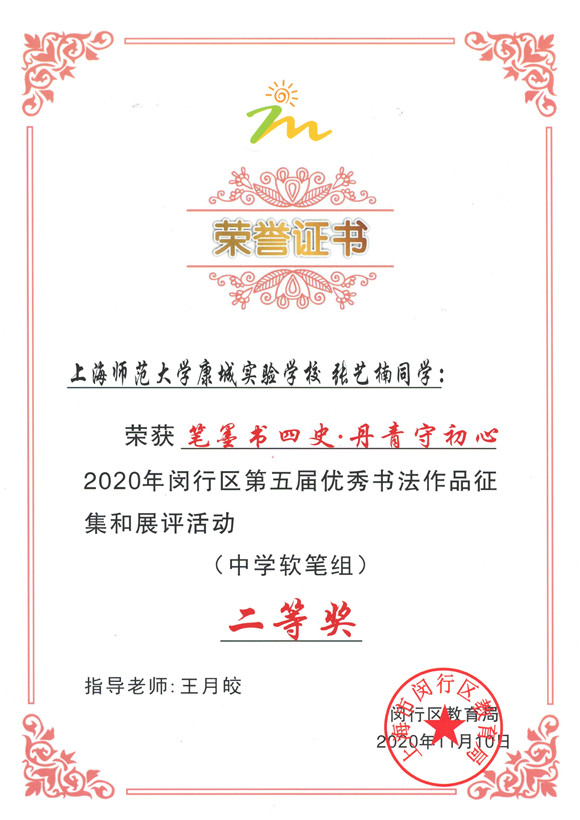 荣誉证书
上海师范大学康城实验学校 张艺楠同学:
荣获 笔墨书四史·丹青守初心
2020年闵行区第五届优秀书法作品征
集和展评活动
（中学软笔组）
二等奖
指导老师:王月皎
闵行区教育局
2020年11月10日
上海市闵行区教育局